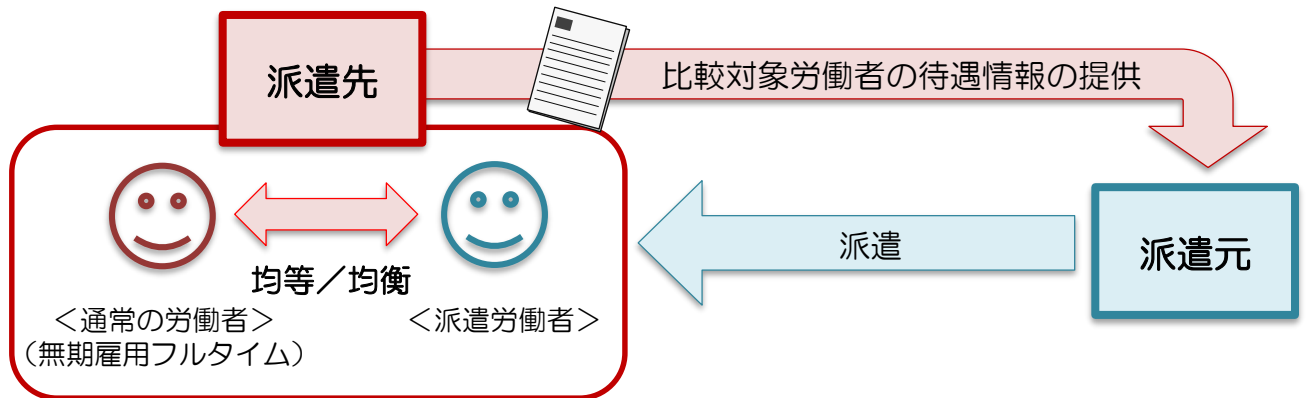 派遣先
比較対象労働者の待遇情報の提供
派遣
派遣元
均等／均衡
＜通常の労働者＞
（無期雇用フルタイム）
＜派遣労働者＞